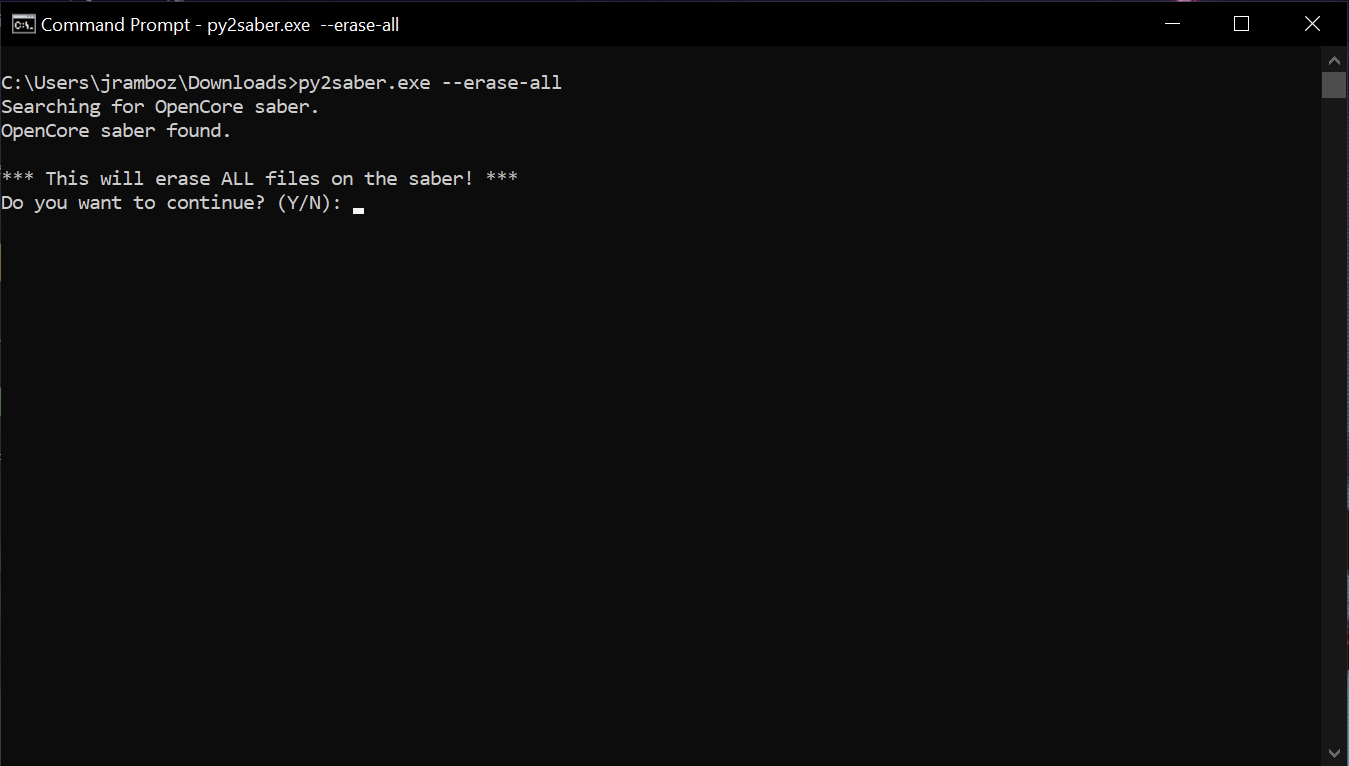 Command Prompt - py2saber.exe  --erase-all
C:\Users\jramboz\Downloads>py2saber.exe --erase-all
Searching for OpenCore saber.
OpenCore saber found.
*** This will erase ALL files on the saber! ***
Do you want to continue? (Y/N):